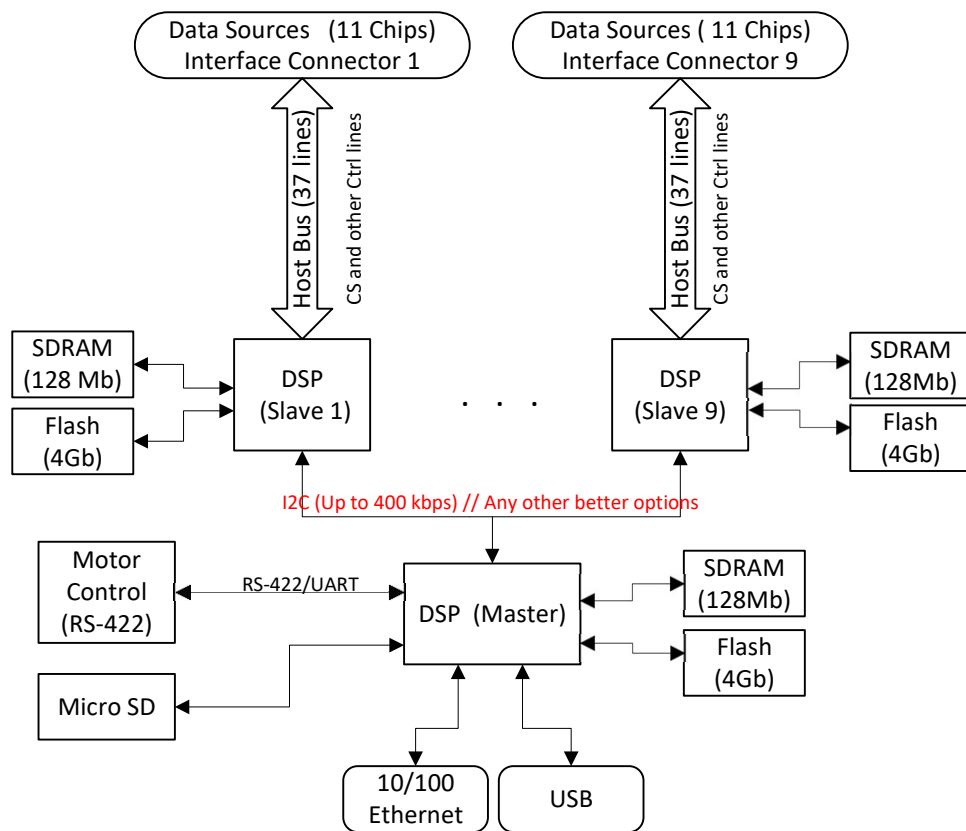 Data Sources (11 Chips)
Interface Connector 1
Data Sources ( 11 Chips)
Interface Connector 9
Host Bus (37 lines)
CS and other Ctrl lines
Host Bus (37 lines)
CS and other Ctrl lines
SDRAM
(128 Mb)
Flash
(4Gb)
DSP
(Slave 1)
. . .
DSP
(Slave 9)
SDRAM
(128Mb)
Flash
(4Gb)
I2C (Up to 400 kbps) // Any other better options
Motor
Control
(RS-422)
RS-422/UART
DSP (Master)
SDRAM
(128Mb)
Flash
(4Gb)
Micro SD
10/100
Ethernet
USB